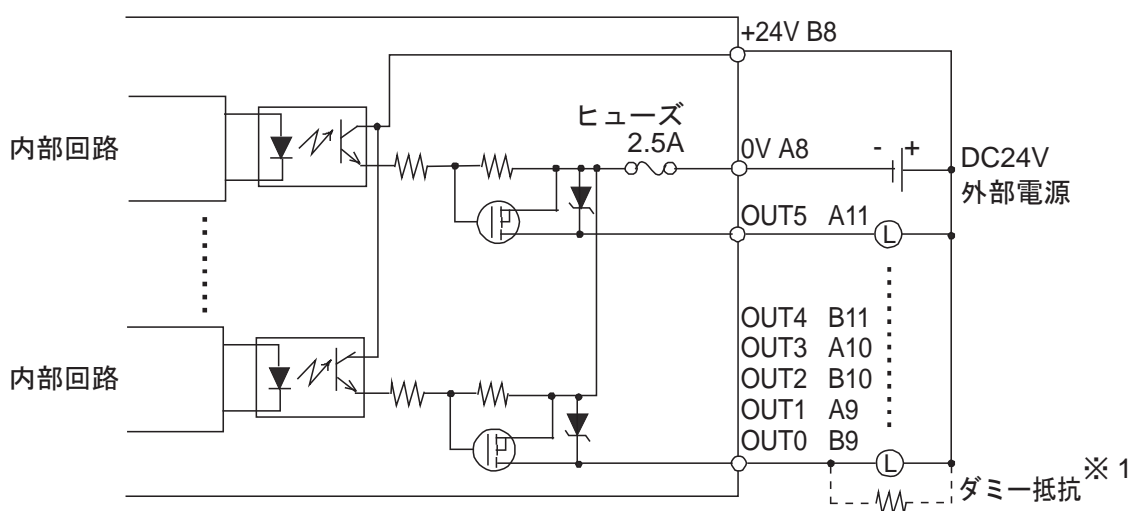 +24V B8
内部回路
ヒューズ
2.5A
0V A8
- +
DC24V
外部電源
OUT5 A11
L
内部回路
OUT4 B11
OUT3 A10
OUT2 B10
OUT1 A9
OUT0 B9
L
ダミー抵抗※1